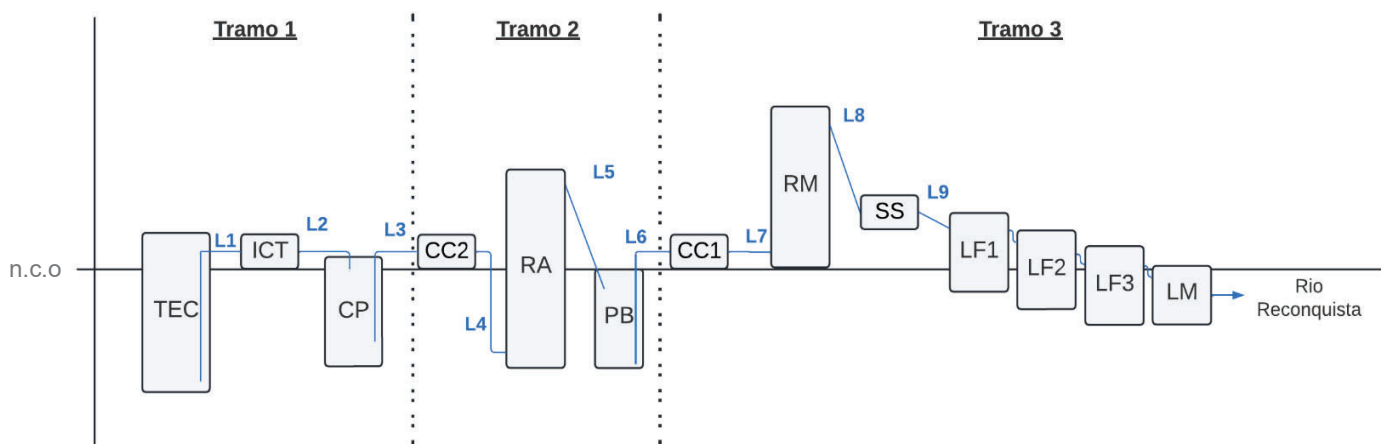 Tramo 1
Tramo 2
Tramo 3
n.c.o
TEC
L1
ICT
L2
CP
L3
CC2
L4
RA
L5
PB
L6
CC1
L7
RM
L8
SS
L9
LF1
LF2
LF3
LM
Rio
Reconquista